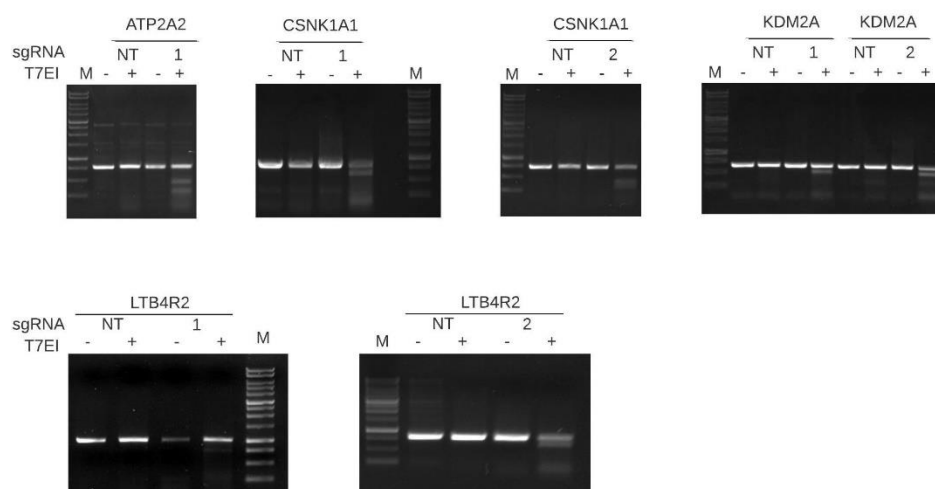 ATP2A2 CSNK1A1 CSNK1A1 KDM2A KDM2A
sgRNA NT 1 NT 1 NT 2 NT 1 NT 2
T7EI M - + - + - + - + M M - + - + M - + - + - + - +
LTB4R2 LTB4R2
sgRNA NT 1 NT 2
T7EI - + - + M M - + - +